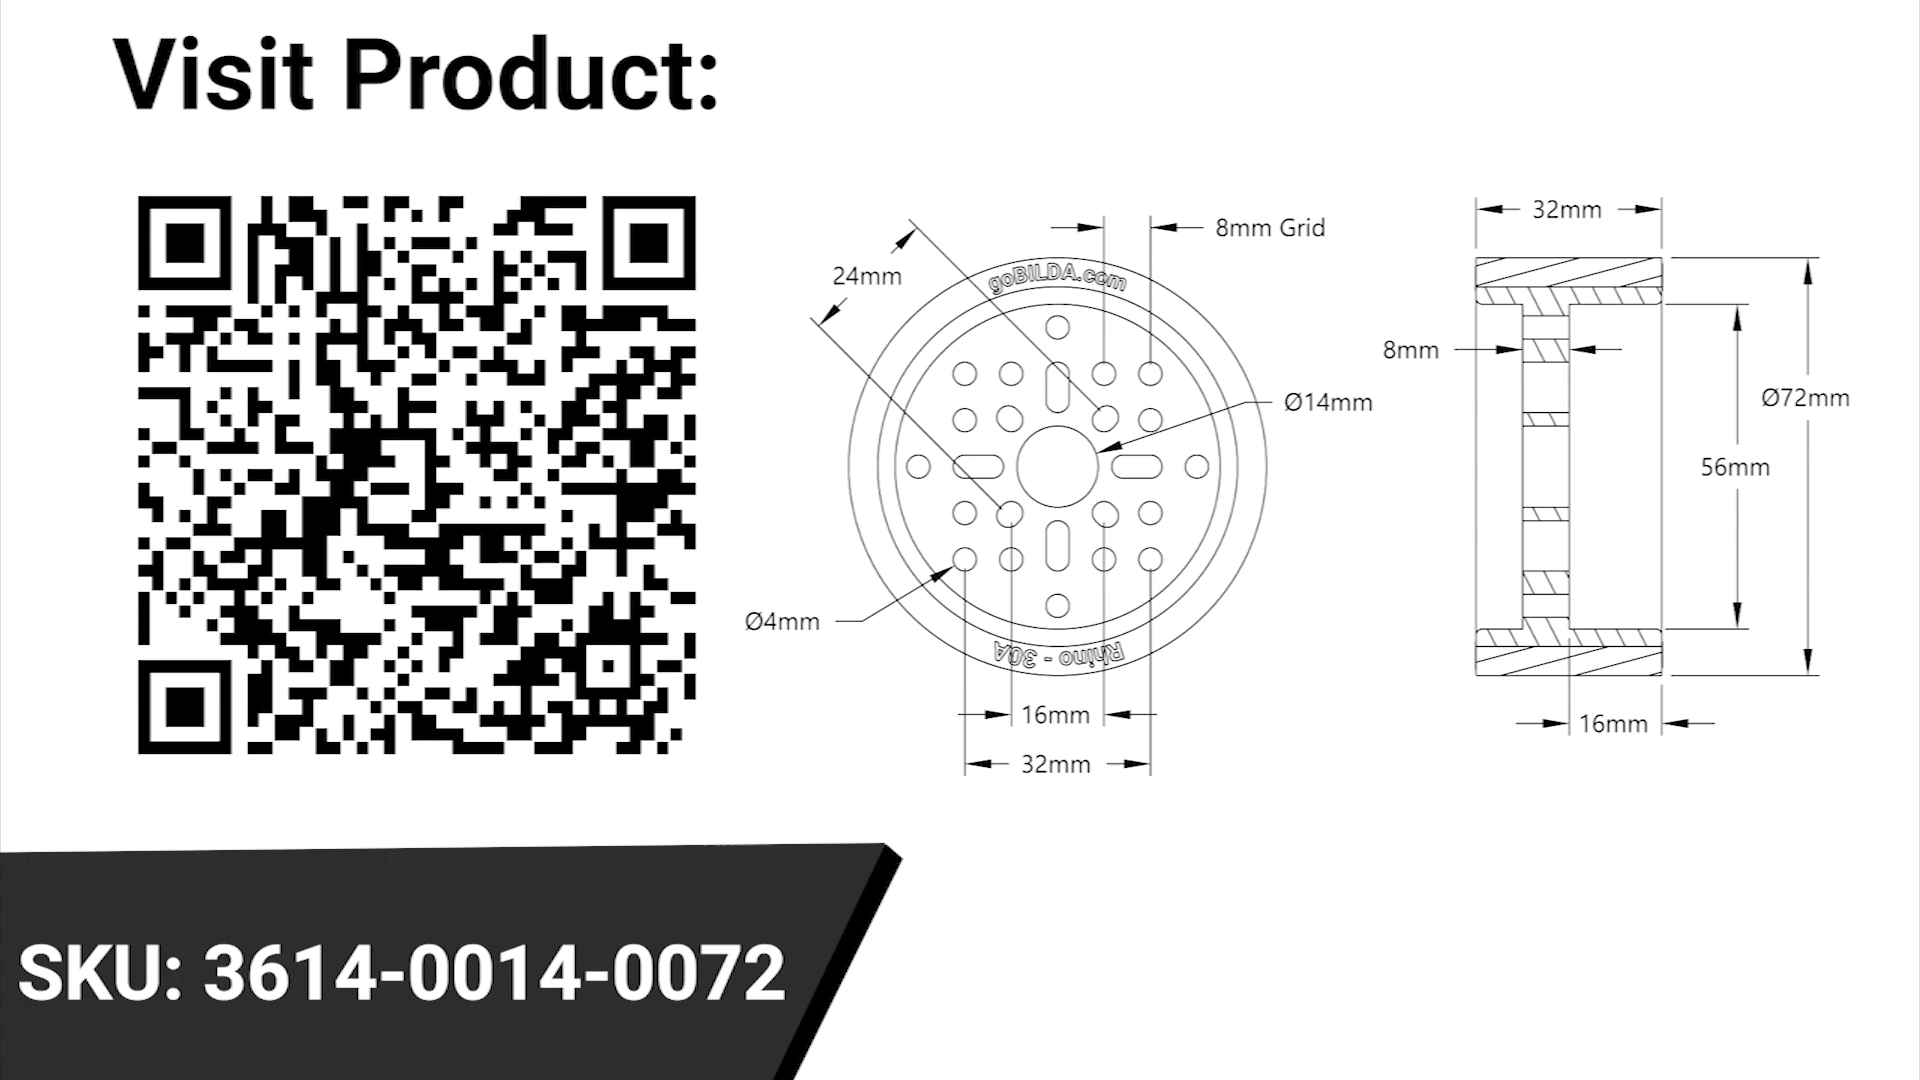 Visit Product:
24mm
8mm Grid
goBILDA.com
Ø14mm
Ø4mm
Rhino - 30A
16mm
32mm
32mm
8mm
Ø72mm
56mm
16mm
SKU: 3614-0014-0072